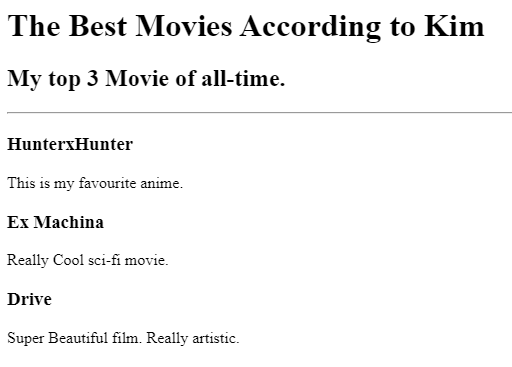 The Best Movies According to Kim
My top 3 Movie of all-time.
HunterxHunter
This is my favourite anime.
Ex Machina
Really Cool sci-fi movie.
Drive
Super Beautiful film. Really artistic.